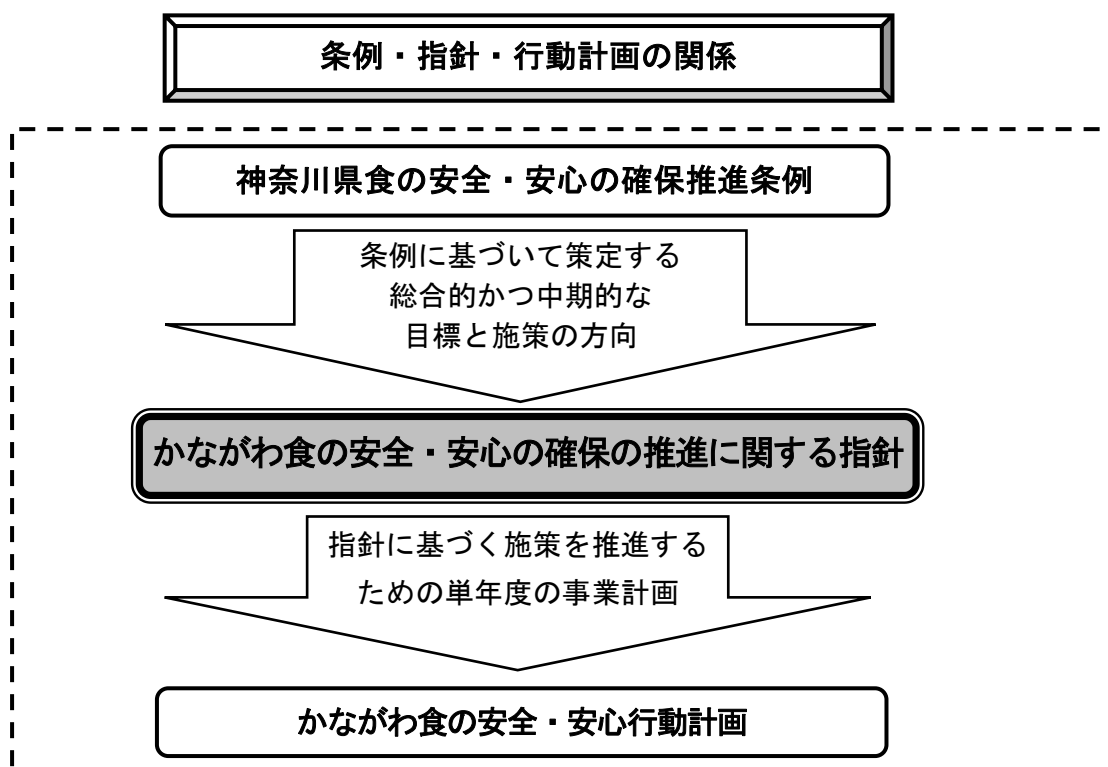 条例・指針・行動計画の関係
神奈川県食の安全・安心の確保推進条例
条例に基づいて策定する
総合的かつ中期的な
目標と施策の方向
かながわ食の安全・安心の確保の推進に関する指針
指針に基づく施策を推進する
ための単年度の事業計画
かながわ食の安全・安心行動計画